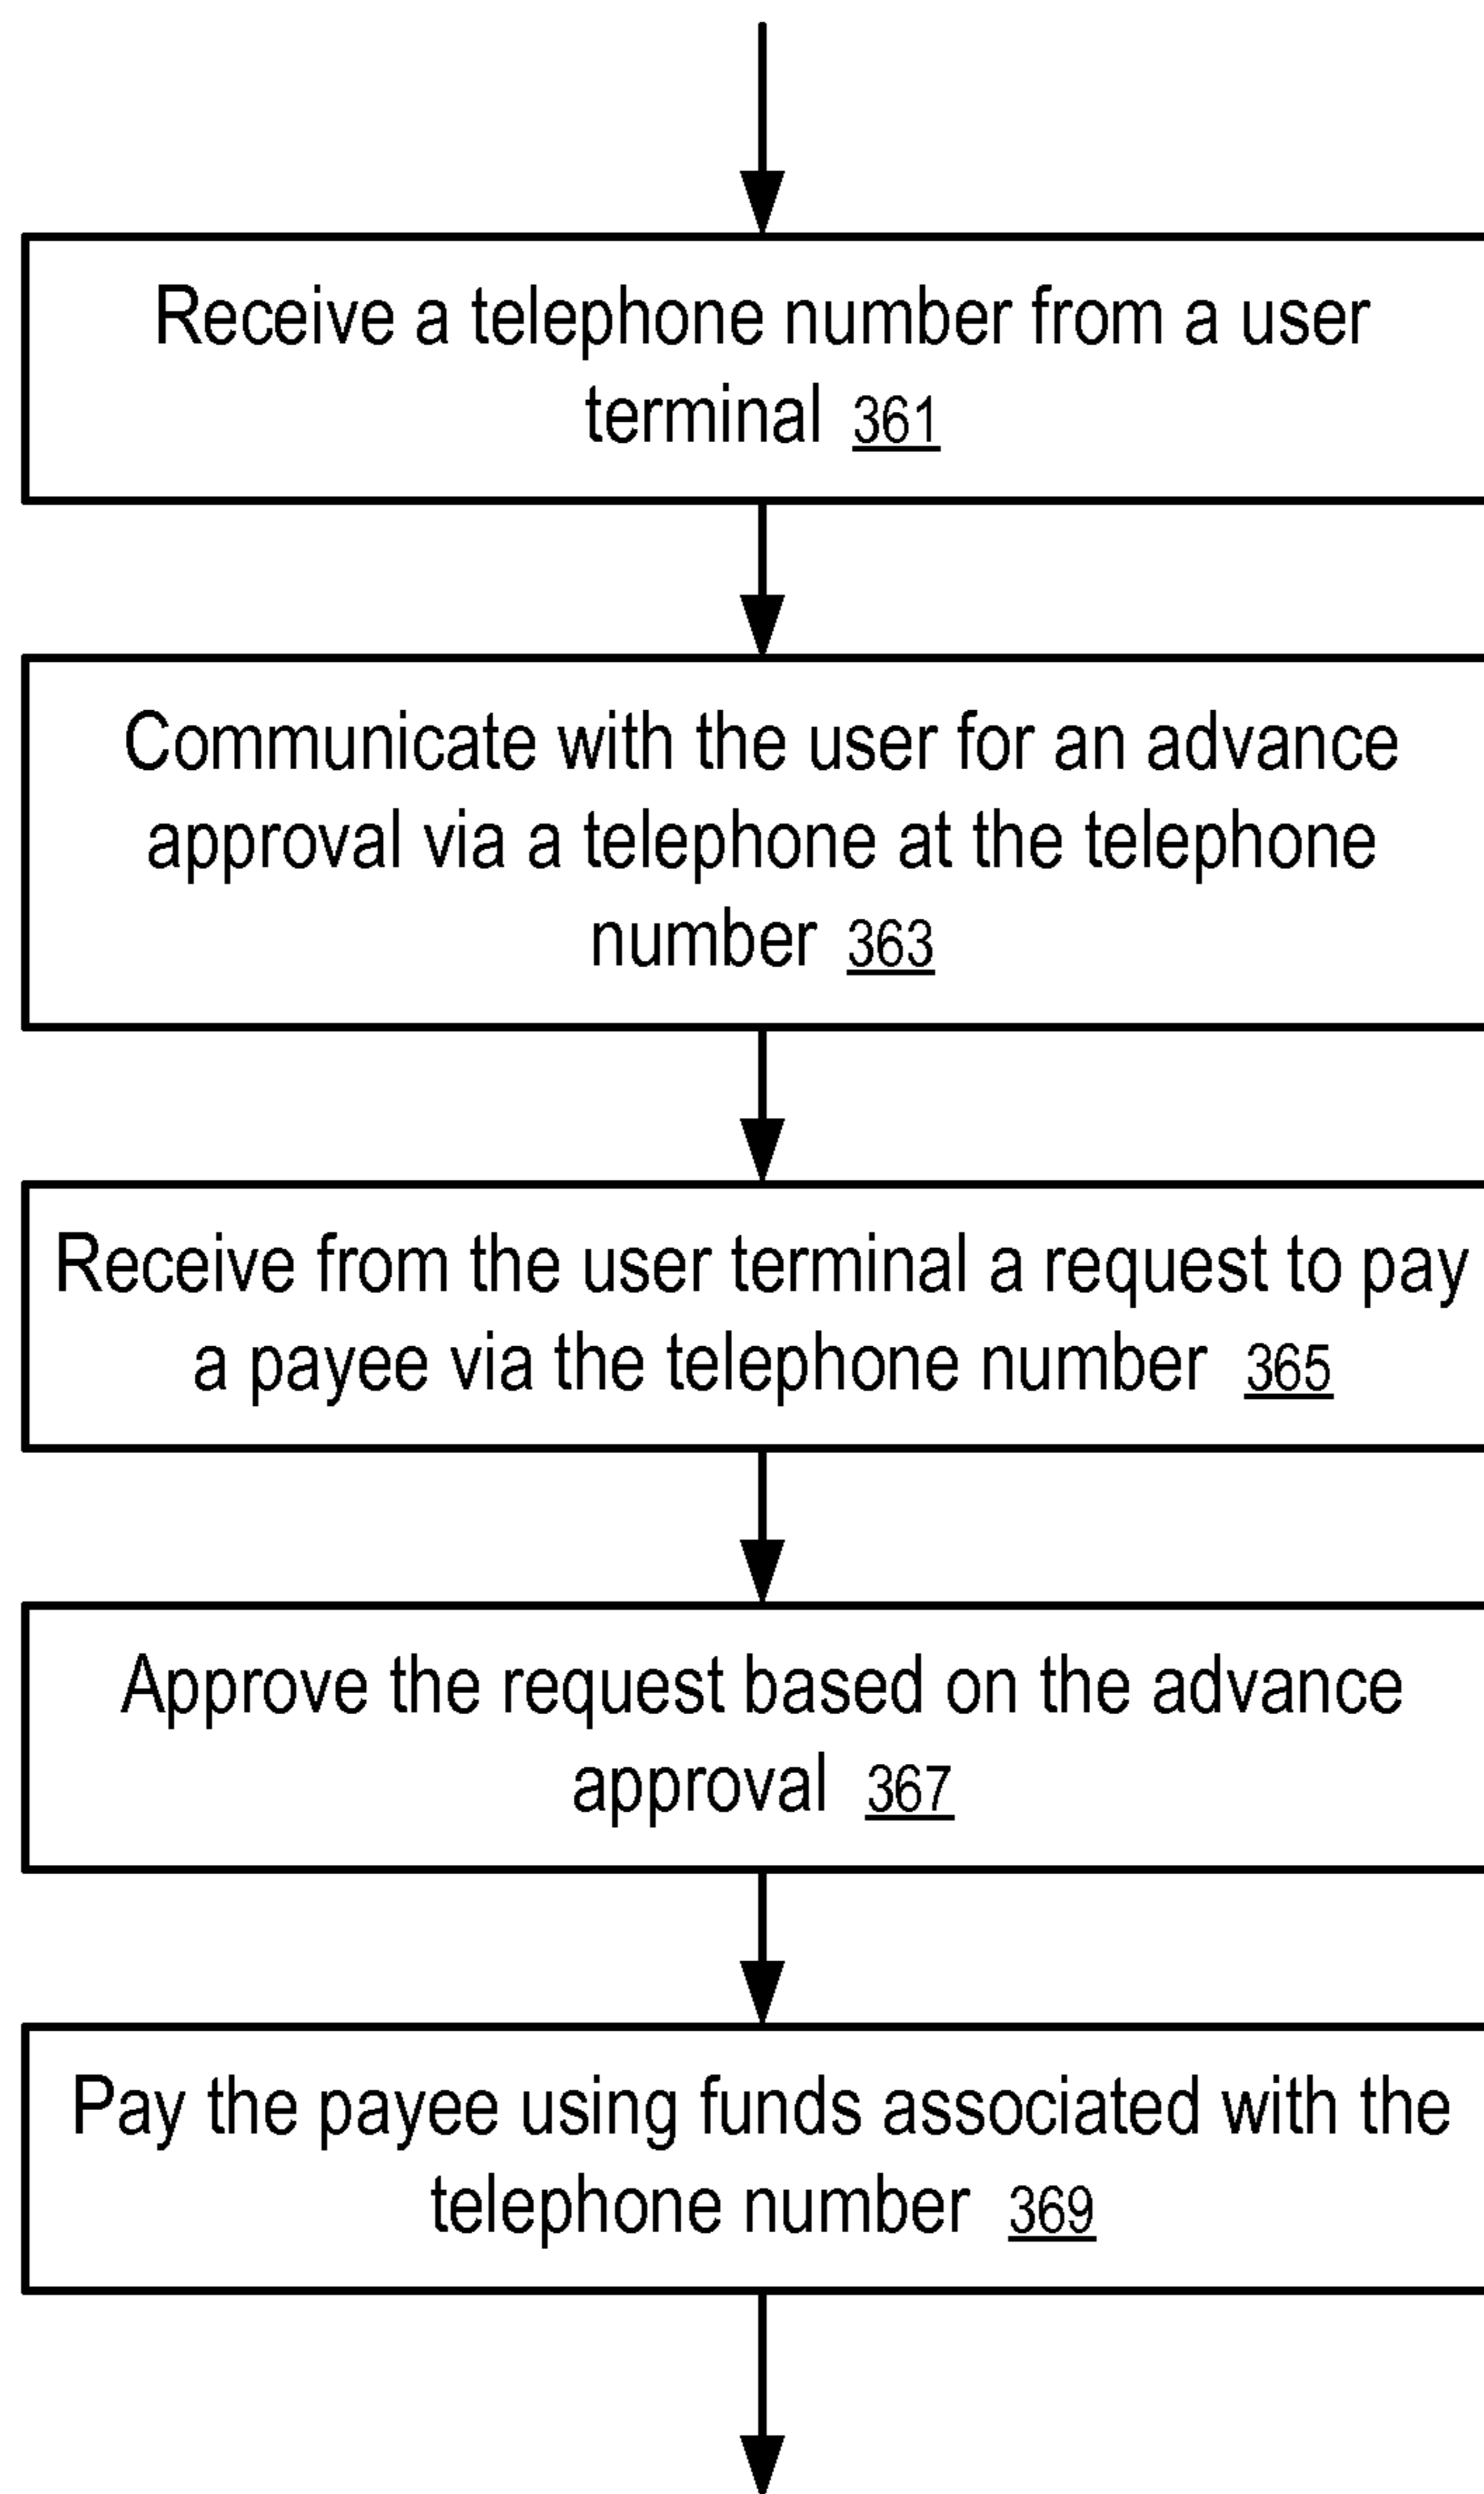 Receive a telephone number from a user
terminal 361
Communicate with the user for an advance
approval via a telephone at the telephone
number 363
Receive from the user terminal a request to pay
a payee via the telephone number 365
Approve the request based on the advance
approval 367
Pay the payee using funds associated with the
telephone number 369